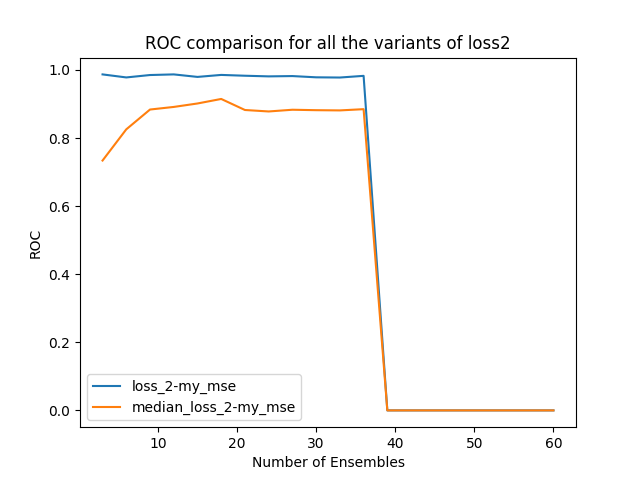 ROC comparison for all the variants of loss2
1.0
0.8
0.6
0.4
0.2
0.0
ROC
loss_2-my_mse
median_loss_2-my_mse
10
20
30
40
50
60
Number of Ensembles